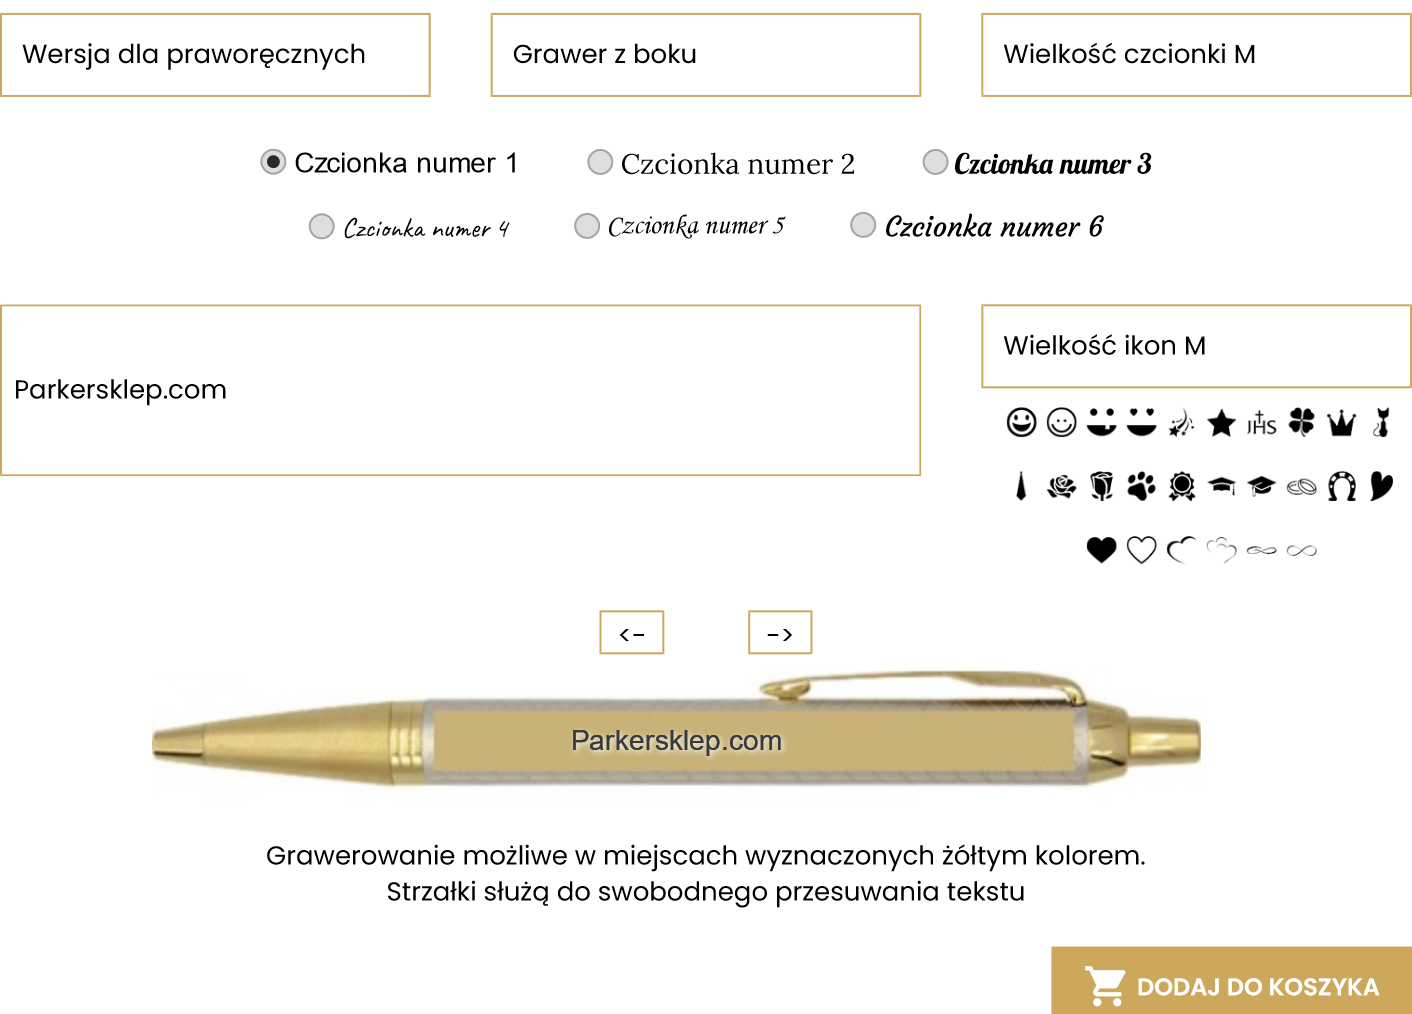 Wersja dla praworęcznych
Grawer z boku
Wielkość czcionki M
Czcionka numer 1
Czcionka numer 2
Czcionka numer 3
Czcionka numer 4
Czcionka numer 5
Czcionka numer 6
Parkersklep.com
Wielkość ikon M
JHS
<-
->
Parkersklep.com
Grawerowanie możliwe w miejscach wyznaczonych żółtym kolorem.
Strzałki służą do swobodnego przesuwania tekstu
DODAJ DO KOSZYKA